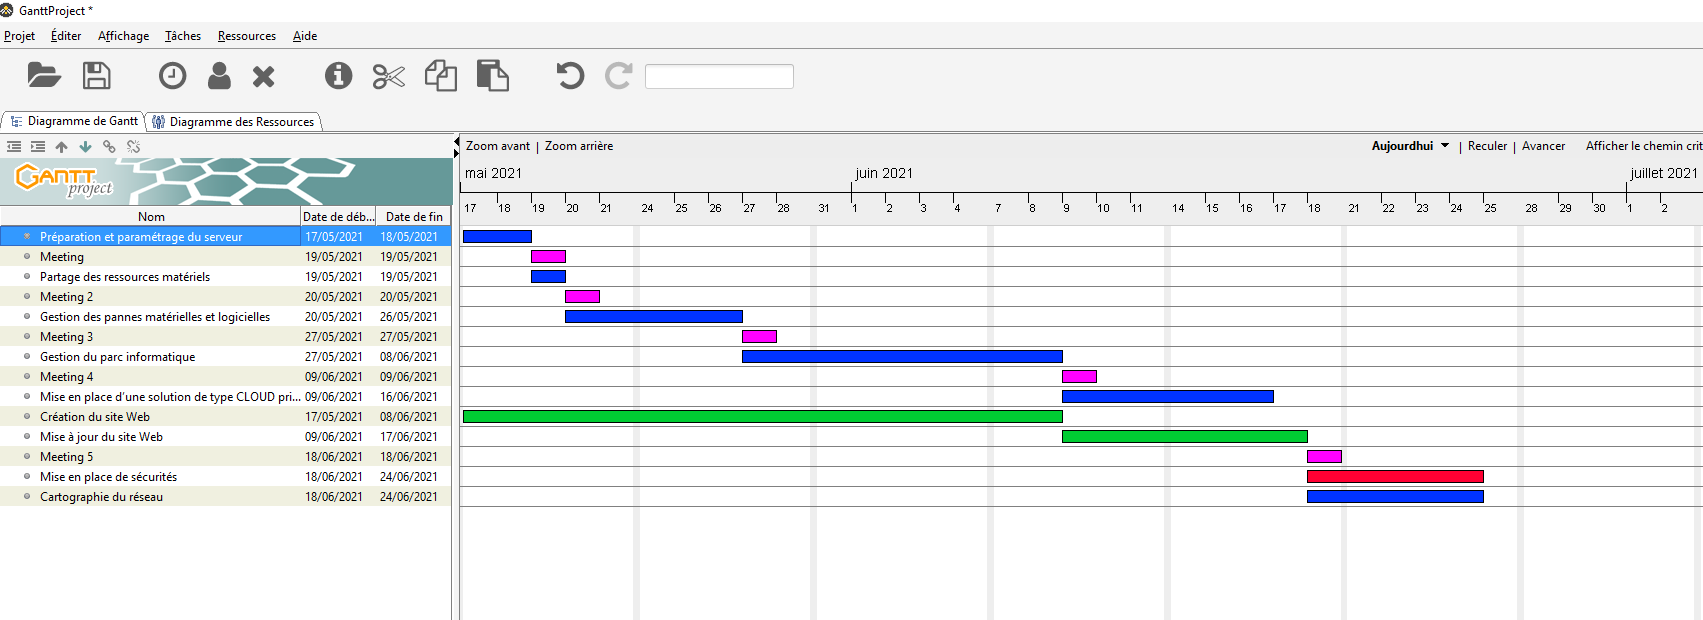 GanttProject *
Projet Éditer Affichage Tâches Ressources Aide
Diagramme de Gantt Diagramme des Ressources
Zoom avant | Zoom arrière Aujourdhui | Reculer | Avancer Afficher le chemin crit
GANTT project
mai 2021 juin 2021 juillet 2021
17 18 19 20 21 24 25 26 27 28 31 1 2 3 4 7 8 9 10 11 14 15 16 17 18 21 22 23 24 25 28 29 30 1 2
Nom Date de déb... Date de fin
Préparation et paramétrage du serveur 17/05/2021 18/05/2021
Meeting 19/05/2021 19/05/2021
Partage des ressources matériels 19/05/2021 19/05/2021
Meeting 2 20/05/2021 20/05/2021
Gestion des pannes matérielles et logicielles 20/05/2021 26/05/2021
Meeting 3 27/05/2021 27/05/2021
Gestion du parc informatique 27/05/2021 08/06/2021
Meeting 4 09/06/2021 09/06/2021
Mise en place d'une solution de type CLOUD pri... 09/06/2021 16/06/2021
Création du site Web 17/05/2021 08/06/2021
Mise à jour du site Web 09/06/2021 17/06/2021
Meeting 5 18/06/2021 18/06/2021
Mise en place de sécurités 18/06/2021 24/06/2021
Cartographie du réseau 18/06/2021 24/06/2021